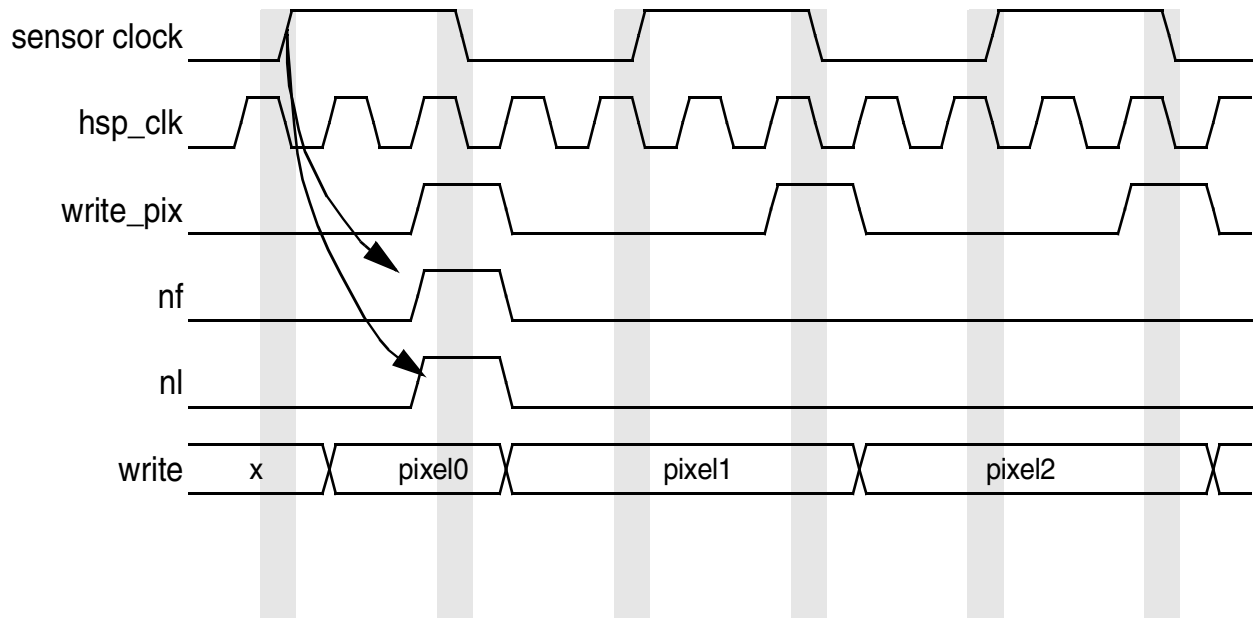 sensor clock
hsp_clk
write_pix
nf
nl
write x pixel0 pixel1 pixel2